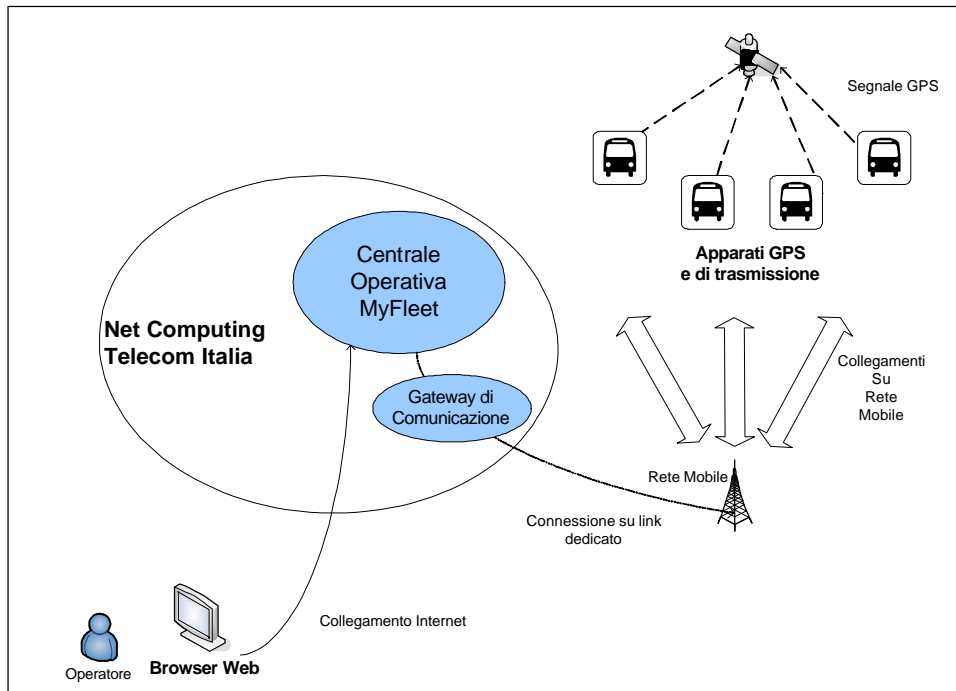 Segnale GPS
Apparati GPS
e di trasmissione
Centrale
Operativa
MyFleet
Net Computing
Telecom Italia
Gateway di
Comunicazione
Collegamenti
Su
Rete
Mobile
Rete Mobile
Connessione su link
dedicato
Collegamento Internet
Operatore
Browser Web